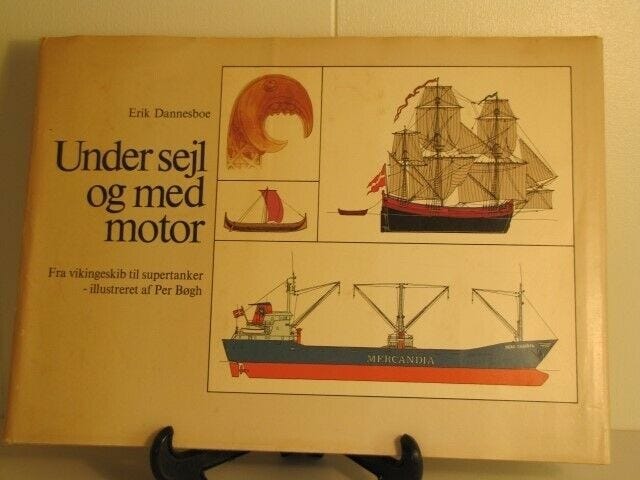 Erik Dannesboe
Under sejl
og med
motor
Fra vikingeskib til supertanker
- illustreret af Per Bøgh
MERCANDIA